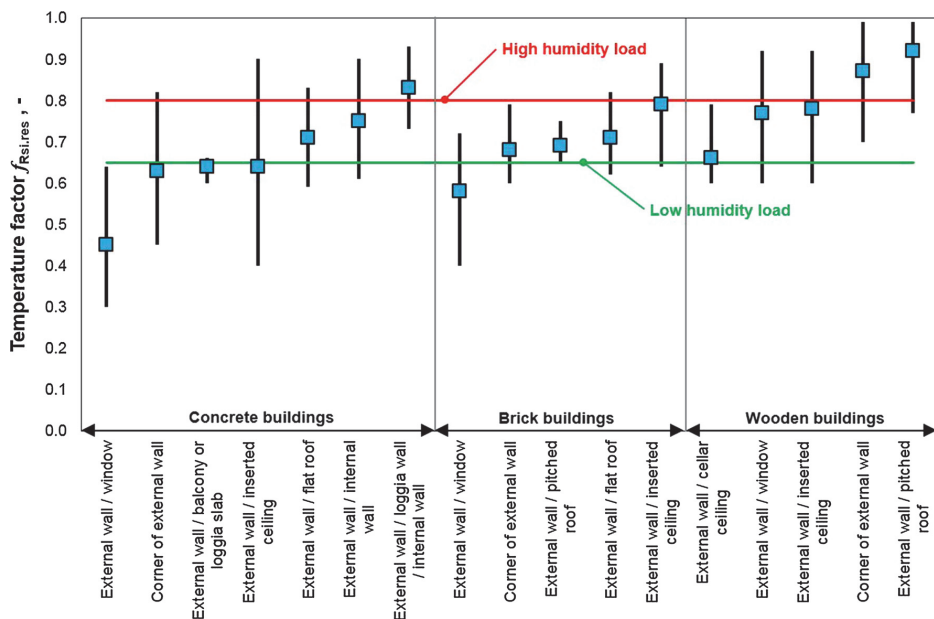 Temperature factor fRsi.res , -
1.0
0.9
0.8
0.7
0.6
0.5
0.4
0.3
0.2
0.1
0.0
High humidity load
Low humidity load
Concrete buildings
Brick buildings
Wooden buildings
External wall / window
Corner of external wall
External wall / balcony or
loggia slab
External wall / inserted
ceiling
External wall / flat roof
External wall / internal
wall
External wall / loggia wall
/ internal wall
External wall / window
Corner of external wall
External wall / pitched
roof
External wall / flat roof
External wall / inserted
ceiling
External wall / cellar
ceiling
External wall / window
External wall / inserted
ceiling
Corner of external wall
External wall / pitched
roof